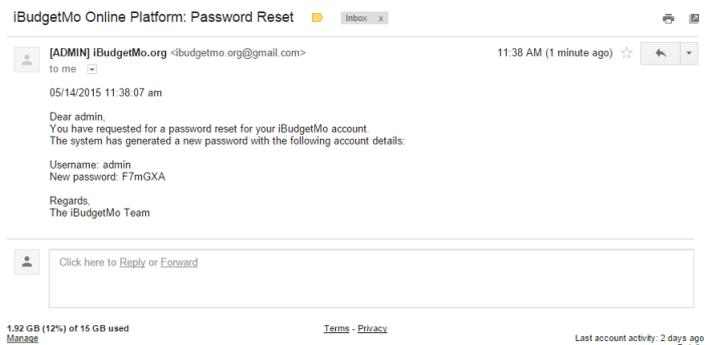 iBudgetMo Online Platform: Password Reset Inbox x
[ADMIN] iBudgetMo.org <ibudgetmo.org@gmail.com> 11:38 AM (1 minute ago)
to me
05/14/2015 11:38:07 am
Dear admin,
You have requested for a password reset for your iBudgetMo account.
The system has generated a new password with the following account details:
Username: admin
New password: F7mGXA
Regards,
The iBudgetMo Team
Click here to Reply or Forward
1.92 GB (12%) of 15 GB used
Manage
Terms - Privacy
Last account activity: 2 days ago